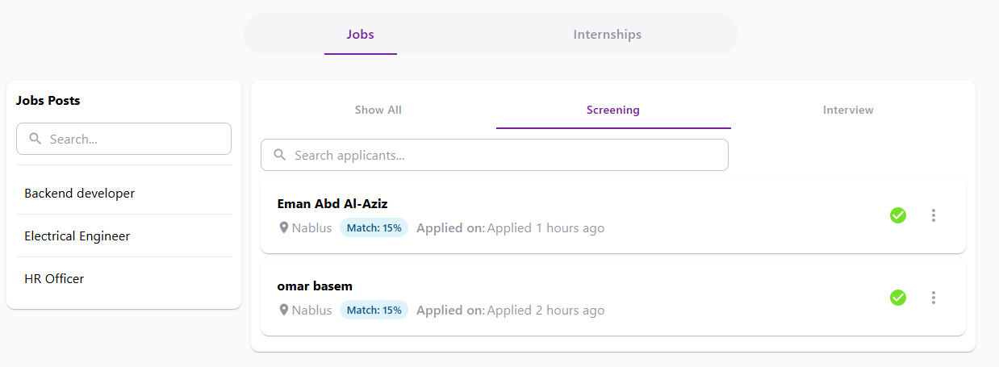 Jobs
Internships
Jobs Posts
Search...
Backend developer
Electrical Engineer
HR Officer
Show All
Screening
Interview
Search applicants...
Eman Abd Al-Aziz
Nablus Match: 15% Applied on: Applied 1 hours ago
omar basem
Nablus Match: 15% Applied on: Applied 2 hours ago